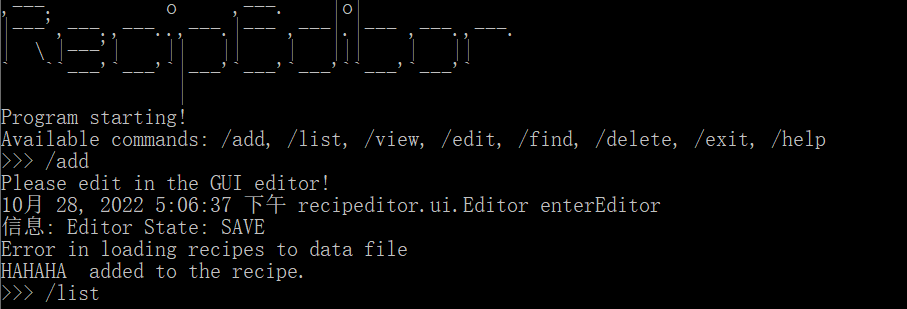 Program starting!
Available commands: /add, /list, /view, /edit, /find, /delete, /exit, /help
>>> /add
Please edit in the GUI editor!
10月 28, 2022 5:06:37 下午 recipeditor.ui.Editor enterEditor
信息: Editor State: SAVE
Error in loading recipes to data file
HAHAHA  added to the recipe.
>>> /list